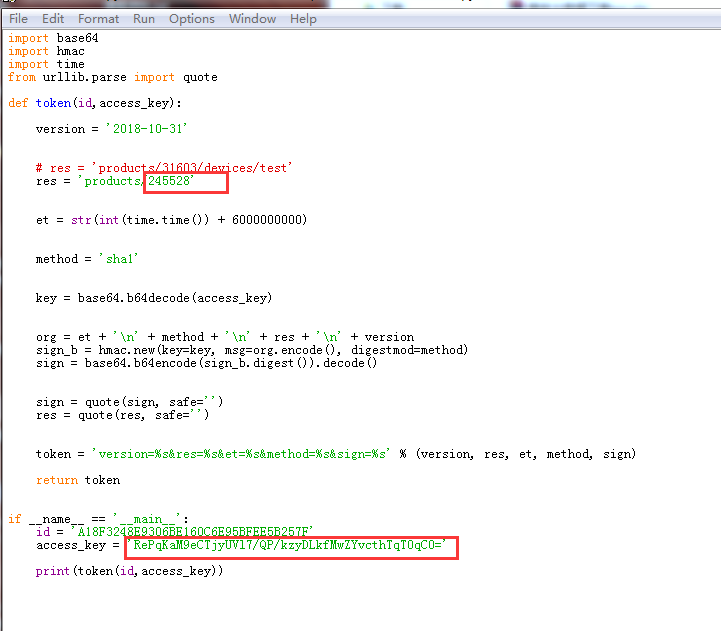 File Edit Format Run Options Window Help
import base64
import hmac
import time
from urllib.parse import quote
def token(id,access_key):
version = '2018-10-31'
# res = 'products/31603/devices/test'
res = 'products/245528'
et = str(int(time.time()) + 6000000000)
method = 'sha1'
key = base64.b64decode(access_key)
org = et + '\n' + method + '\n' + res + '\n' + version
sign_b = hmac.new(key=key, msg=org.encode(), digestmod=method)
sign = base64.b64encode(sign_b.digest()).decode()
sign = quote(sign, safe='')
res = quote(res, safe='')
token = 'version=%s&res=%s&et=%s&method=%s&sign=%s' % (version, res, et, method, sign)
return token
if __name__ == '__main__':
id = 'A18F3248E9306BE160C6E95BFEE5B257F'
access_key = 'RePqKaM9eCTjyUVl7/QP/kzyDLkfMwZYvcthTqT0qC0='
print(token(id,access_key))